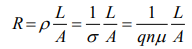 R = ρ L/A = 1/σ L/A = 1/qnμ L/A